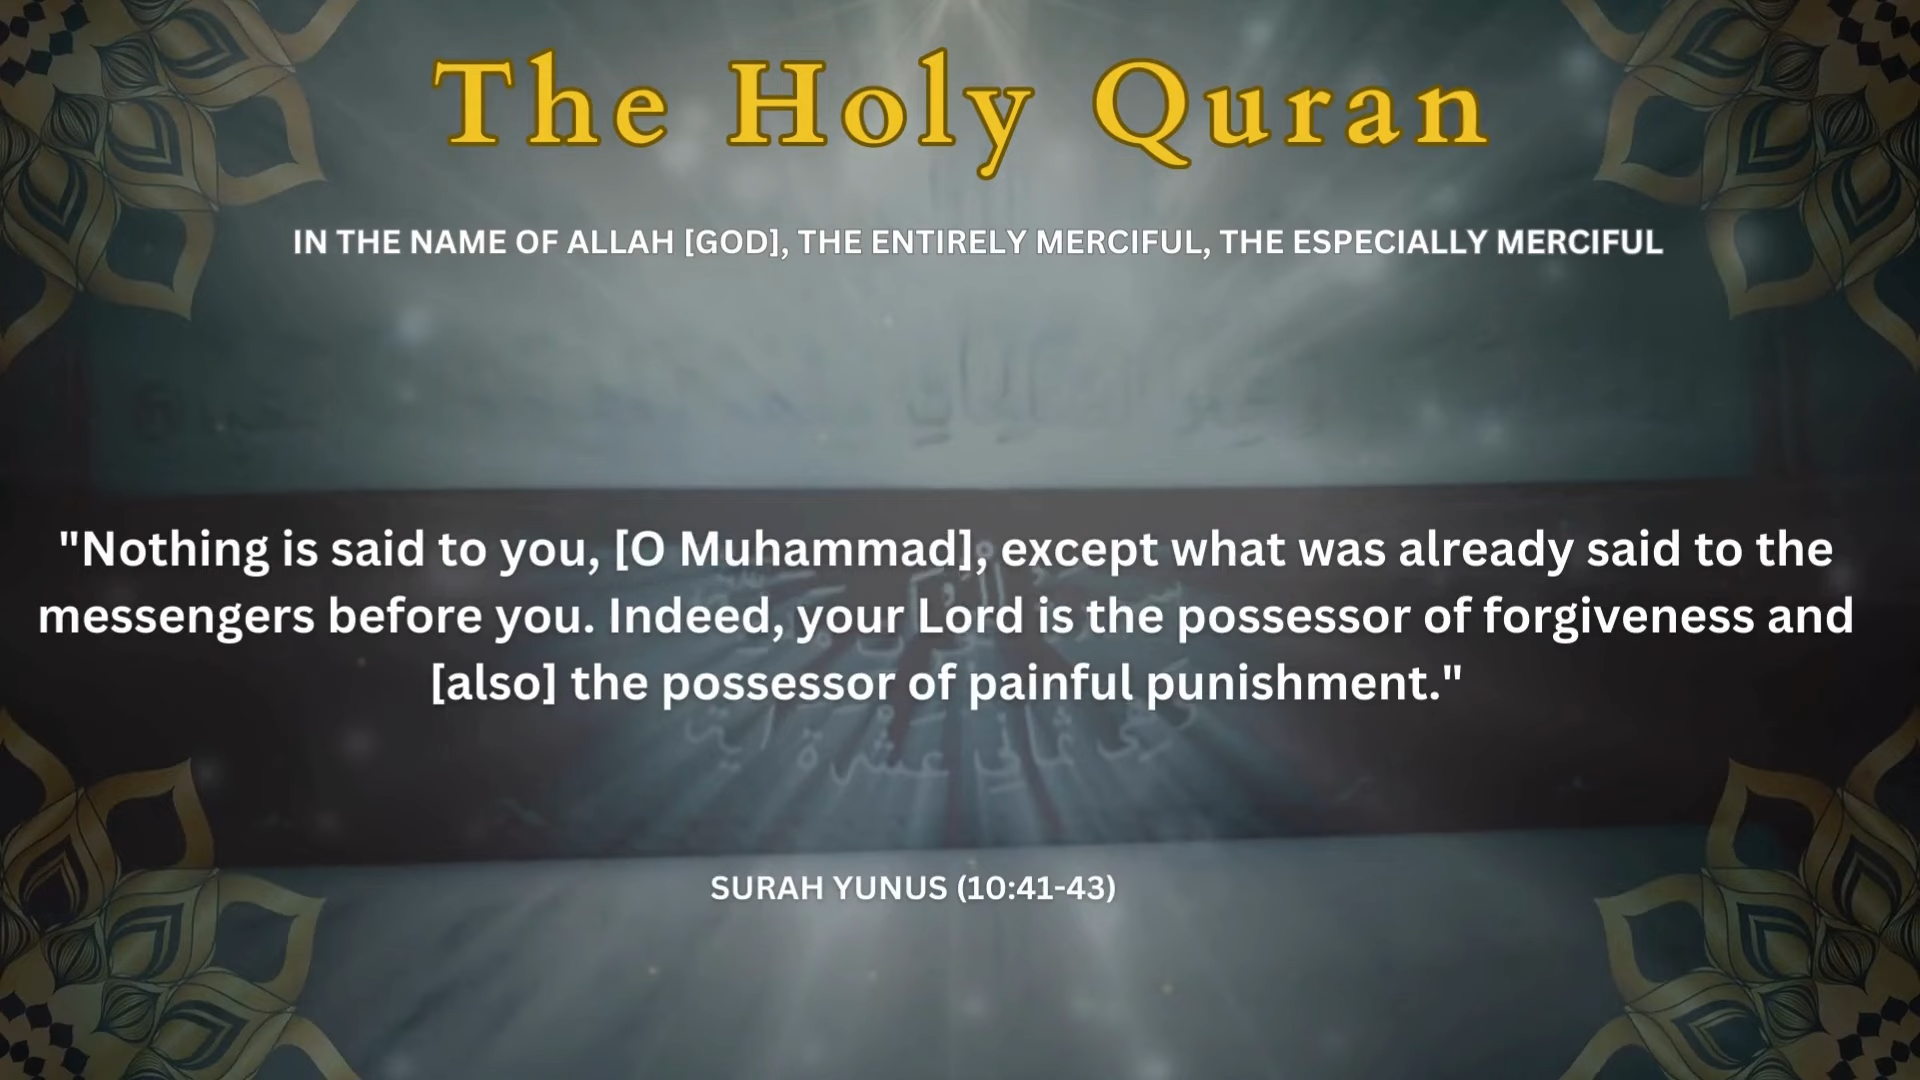 The Holy Quran
IN THE NAME OF ALLAH [GOD], THE ENTIRELY MERCIFUL, THE ESPECIALLY MERCIFUL
"Nothing is said to you, [O Muhammad], except what was already said to the
messengers before you. Indeed, your Lord is the possessor of forgiveness and
[also] the possessor of painful punishment."
SURAH YUNUS (10:41-43)